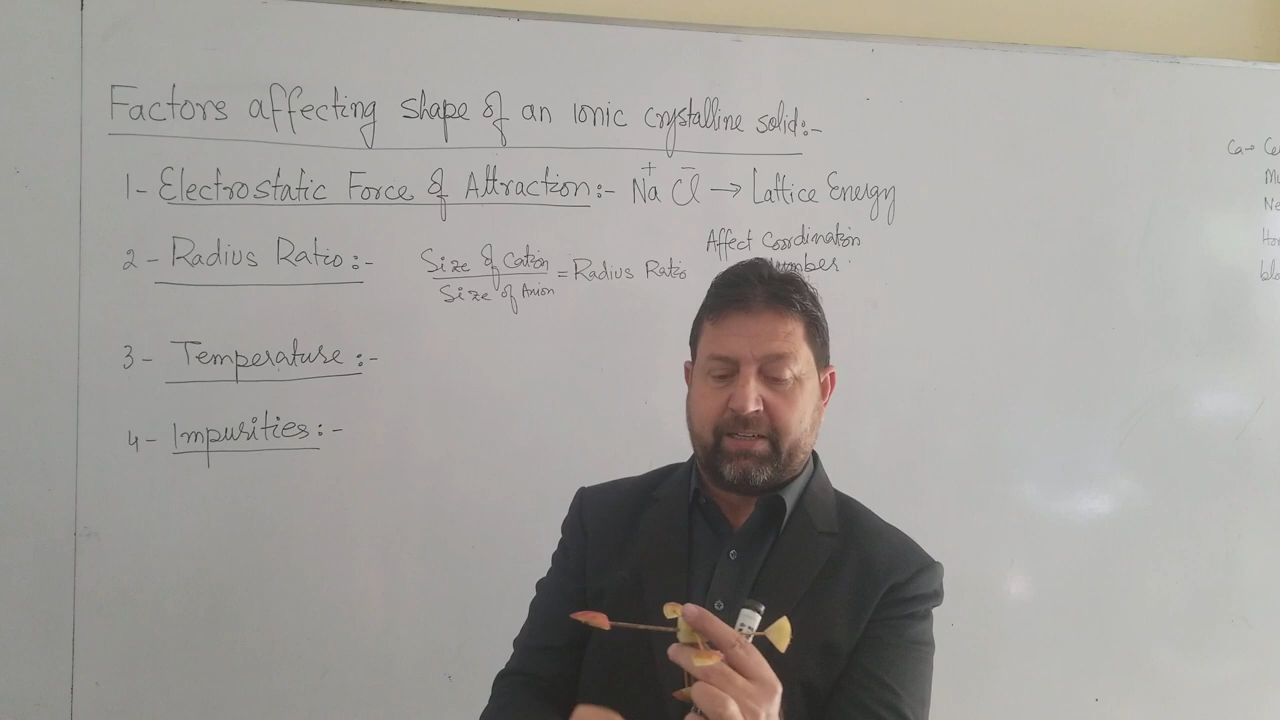 Factors affecting shape of an ionic crystalline solid:-
1- Electrostatic Force of Attraction:- Na+ Cl- → Lattice Energy
2- Radius Ratio:- Size of Cation / Size of Anion = Radius Ratio
Affect Coordination
Number
3- Temperature:-
4- Impurities:-
Ca→